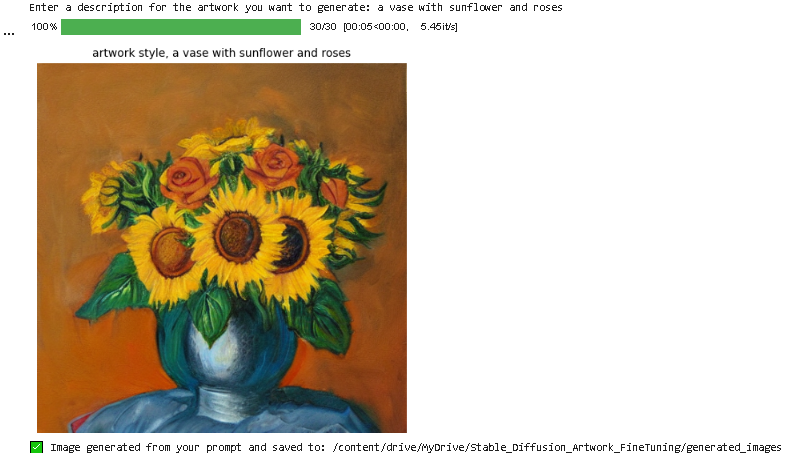 Enter a description for the artwork you want to generate: a vase with sunflower and roses
... 100% 30/30 [00:05<00:00, 5.45it/s]
artwork style, a vase with sunflower and roses
✅ Image generated from your prompt and saved to: /content/drive/MyDrive/Stable_Diffusion_Artwork_FineTuning/generated_images